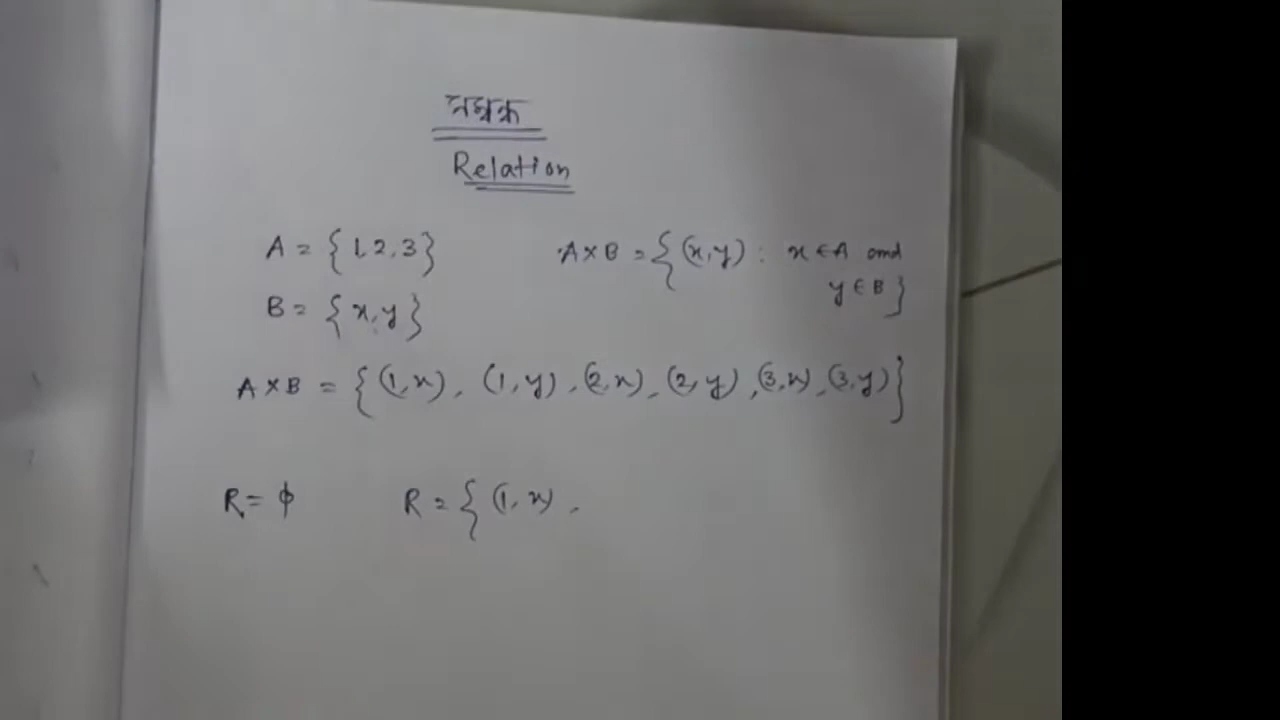 সম্বন্ধ
Relation
A = {1, 2, 3} A×B = {(x,y) : x ∈ A and
B = {x, y} y ∈ B}
A × B = {(1,x), (1,y), (2,x), (2,y), (3,x), (3,y)}
R = ϕ R = {(1,x),